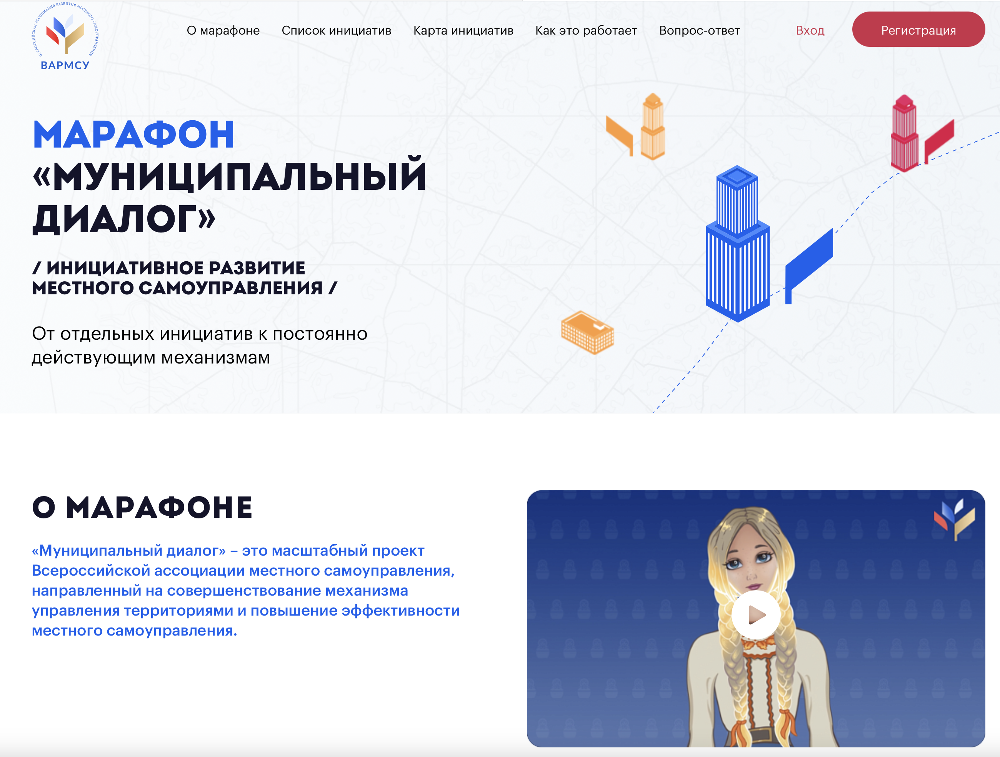 ВСЕРОССИЙСКАЯ АССОЦИАЦИЯ РАЗВИТИЯ МЕСТНОГО САМОУПРАВЛЕНИЯ
ВАРМСУ
О марафоне
Список инициатив
Карта инициатив
Как это работает
Вопрос-ответ
Вход
Регистрация
МАРАФОН
«МУНИЦИПАЛЬНЫЙ
ДИАЛОГ»
/ ИНИЦИАТИВНОЕ РАЗВИТИЕ
МЕСТНОГО САМОУПРАВЛЕНИЯ /
От отдельных инициатив к постоянно
действующим механизмам
О МАРАФОНЕ
«Муниципальный диалог» – это масштабный проект
Всероссийской ассоциации местного самоуправления,
направленный на совершенствование механизма
управления территориями и повышение эффективности
местного самоуправления.